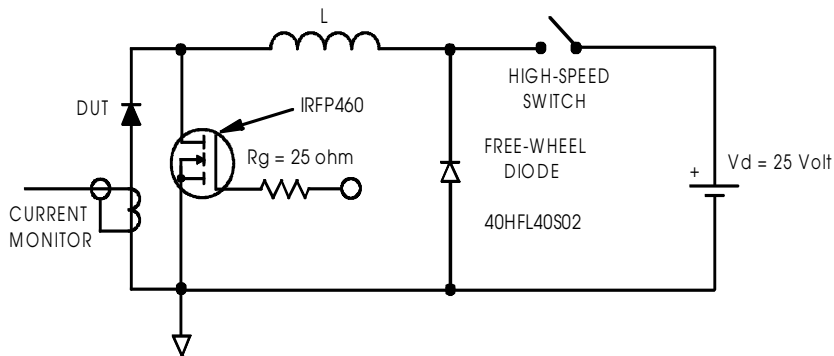 L
HIGH-SPEED
SWITCH
DUT
IRFP460
Rg = 25 ohm
FREE-WHEEL
DIODE
40HFL40S02
+
Vd = 25 Volt
CURRENT
MONITOR